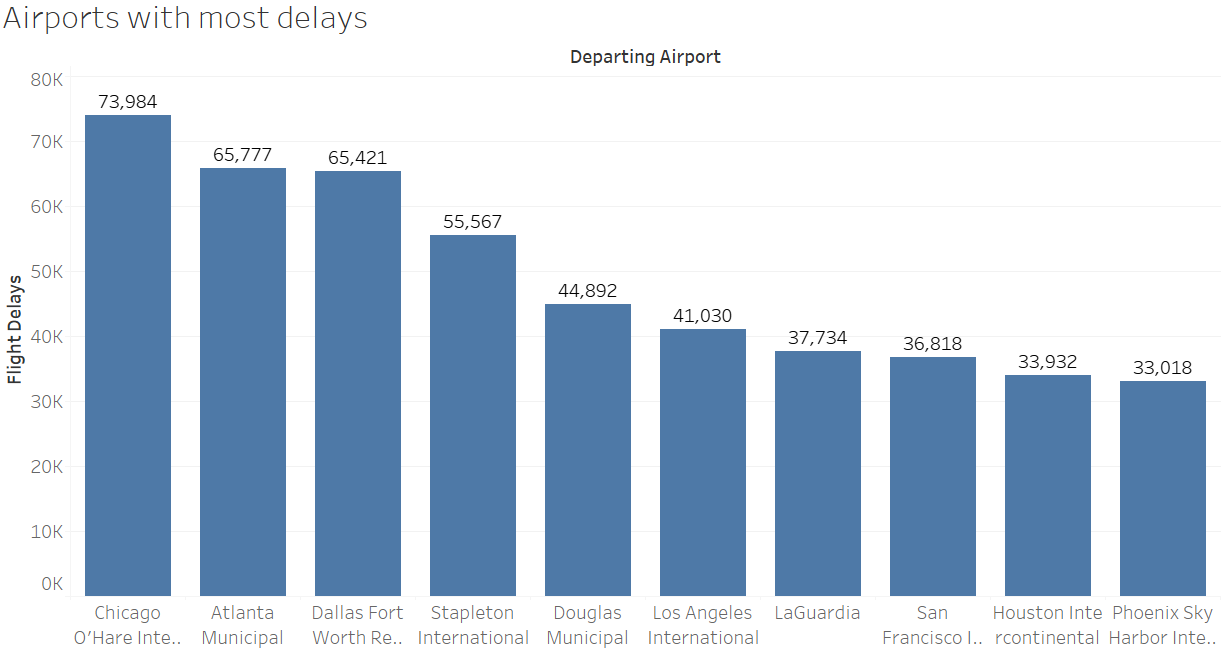 Airports with most delays
Departing Airport
Flight Delays
80K
70K
60K
50K
40K
30K
20K
10K
0K
73,984
65,777
65,421
55,567
44,892
41,030
37,734
36,818
33,932
33,018
Chicago
O'Hare Inte..
Atlanta
Municipal
Dallas Fort
Worth Re..
Stapleton
International
Douglas
Municipal
Los Angeles
International
LaGuardia
San
Francisco I..
Houston Inte
rcontinental
Phoenix Sky
Harbor Inte..